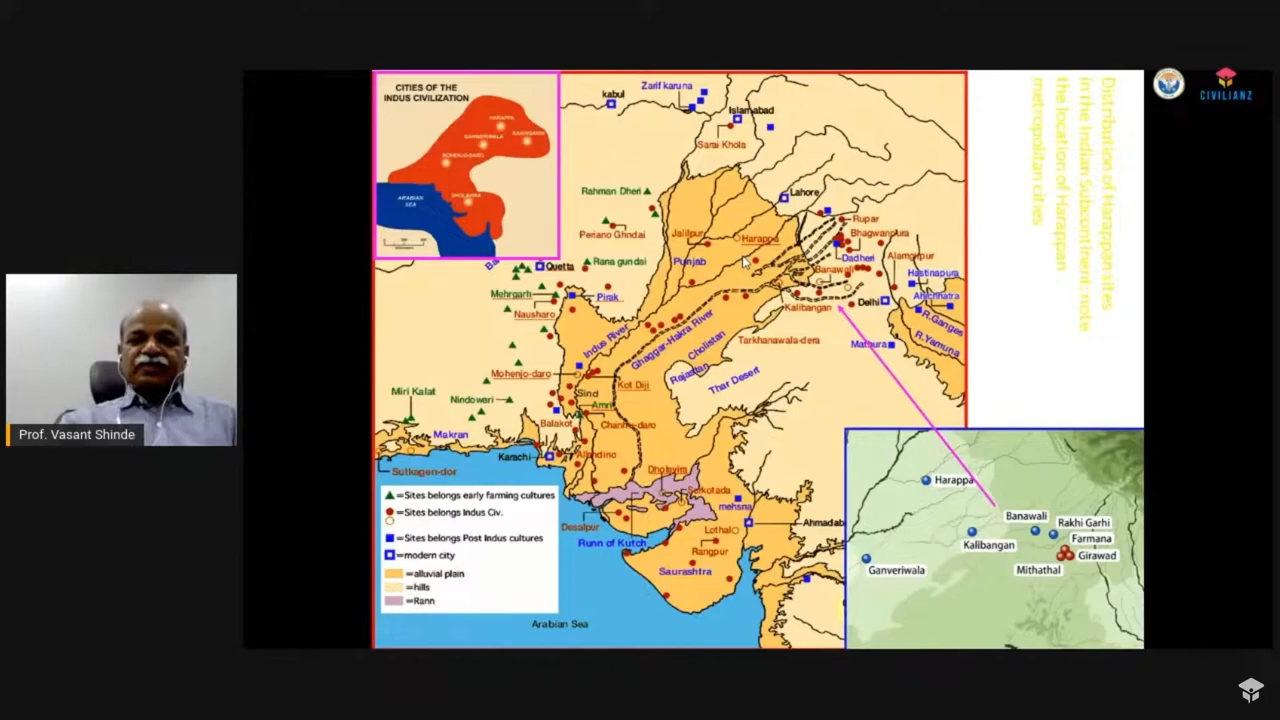 CIVILIANZ
Distribution of Harappan sites
in the Indian Subcontinent: note
the location of Harappan
metropolitan cities
CITIES OF THE
INDUS CIVILIZATION
HARAPPA
MOHENJODARO
DHOLAVIRA
ARABIAN
SEA
kabul
Zarif karuna
Islamabad
Sarai Khola
Rahman Dheri
Lahore
Periano Ghndai
Jalilpur
Harappa
Rupar
Bhagwanpura
Quetta
Rana gundai
Punjab
Dadheri
Alamgirpur
Banawali
Hastinapura
Mehrgarh
Pirak
Ahichhatra
Nausharo
Kalibangan
Delhi
R.Ganges
Indus River
Ghaggar-Hakra River
Cholistan
Tarkhanawala-dera
Mathura
R.Yamuna
Mohenjo-daro
Kot Diji
Rajastan
Thar Desert
Miri Kalat
Nindowari
Sind
Amri
Balakot
Chanhu-daro
Makran
Karachi
Allahdino
Sutkagen-dor
Dholavira
Surkotada
mehsna
Desalpur
Lothal
Ahmadab
Runn of Kutch
Rangpur
Saurashtra
Arabian Sea
=Sites belongs early farming cultures
=Sites belongs Indus Civ.
=Sites belongs Post Indus cultures
=modern city
=alluvial plain
=hills
=Rann
Harappa
Banawali
Rakhi Garhi
Kalibangan
Farmana
Girawad
Ganveriwala
Mithathal
Prof. Vasant Shinde